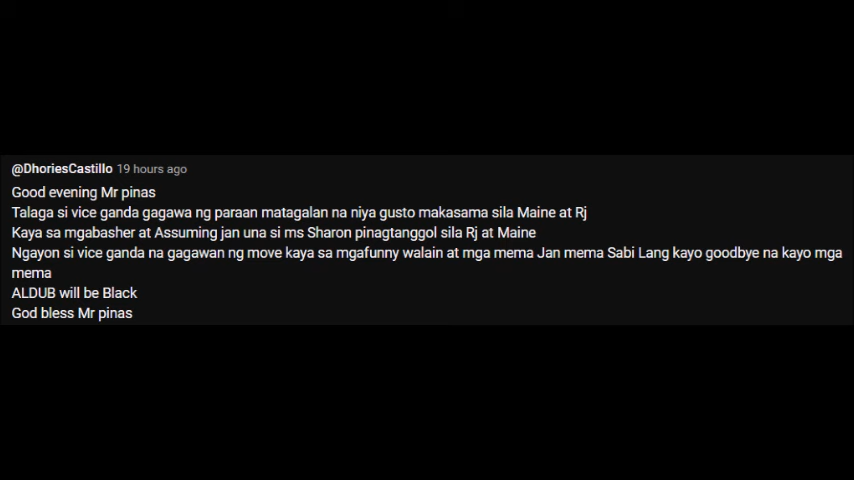 @DhoriesCastillo 19 hours ago
Good evening Mr pinas
Talaga si vice ganda gagawa ng paraan matagalan na niya gusto makasama sila Maine at Rj
Kaya sa mgabasher at Assuming jan una si ms Sharon pinagtanggol sila Rj at Maine
Ngayon si vice ganda na gagawan ng move kaya sa mgafunny walain at mga mema Jan mema Sabi Lang kayo goodbye na kayo mga
mema
ALDUB will be Black
God bless Mr pinas